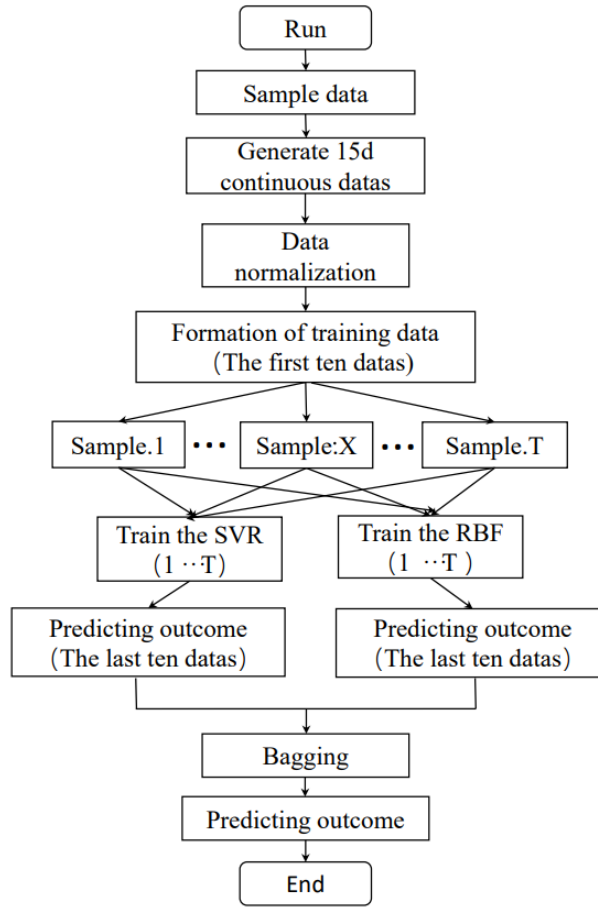 Run
Sample data
Generate 15d
continuous datas
Data
normalization
Formation of training data
(The first ten datas)
Sample.1 ••• Sample:X ••• Sample.T
Train the SVR
(1 ···T)
Train the RBF
(1 ···T )
Predicting outcome
(The last ten datas)
Predicting outcome
(The last ten datas)
Bagging
Predicting outcome
End